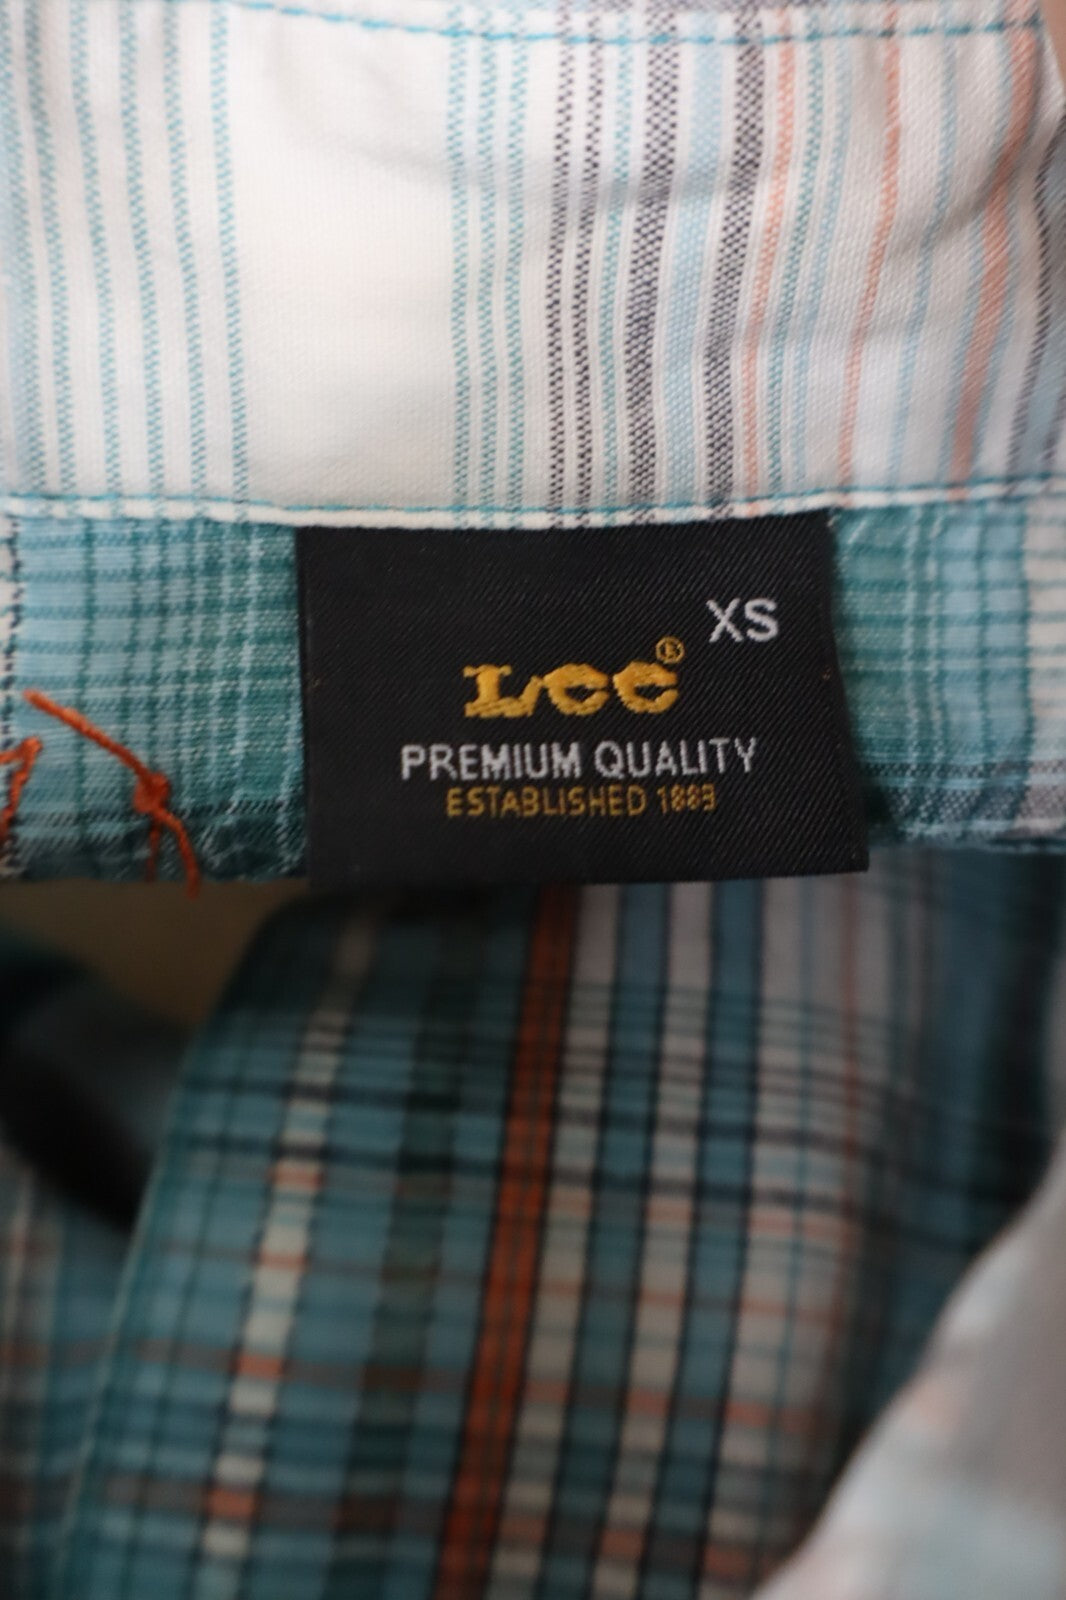 XS
Lee®
PREMIUM QUALITY
ESTABLISHED 1889